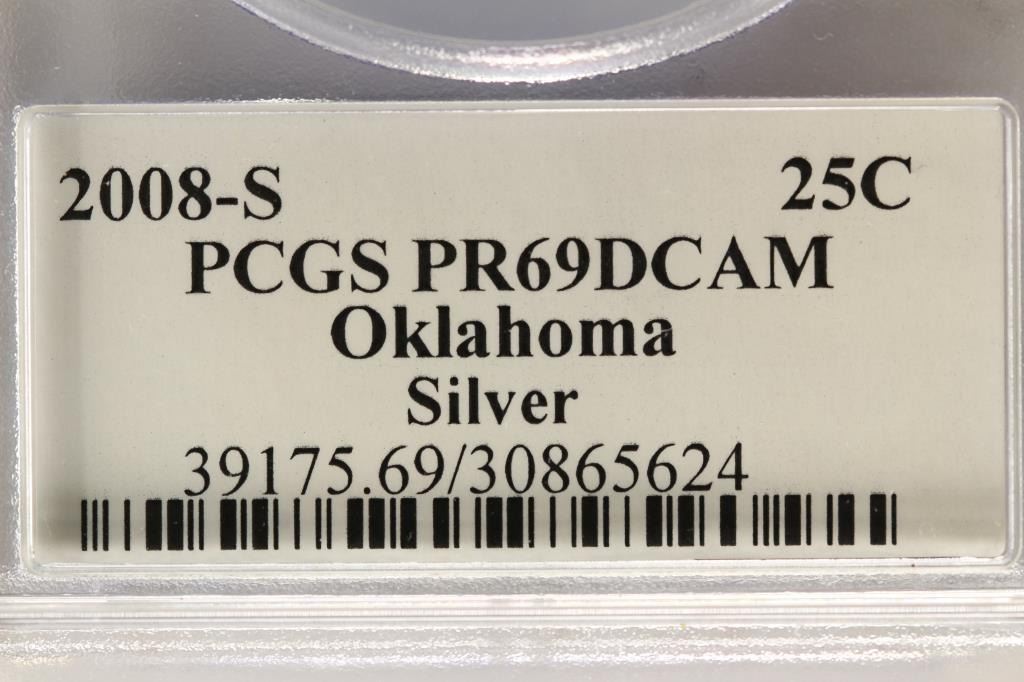 2008-S 25C
PCGS PR69DCAM
Oklahoma
Silver
39175.69/30865624